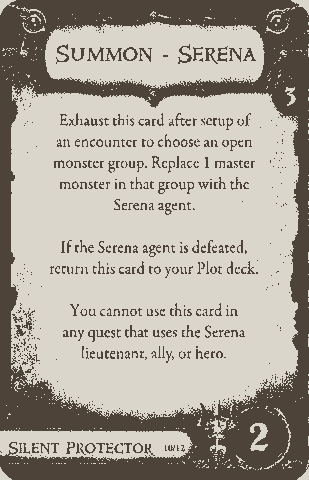 SUMMON - SERENA
3
Exhaust this card after setup of
an encounter to choose an open
monster group. Replace 1 master
monster in that group with the
Serena agent.
If the Serena agent is defeated,
return this card to your Plot deck.
You cannot use this card in
any quest that uses the Serena
lieutenant, ally, or hero.
2
SILENT PROTECTOR